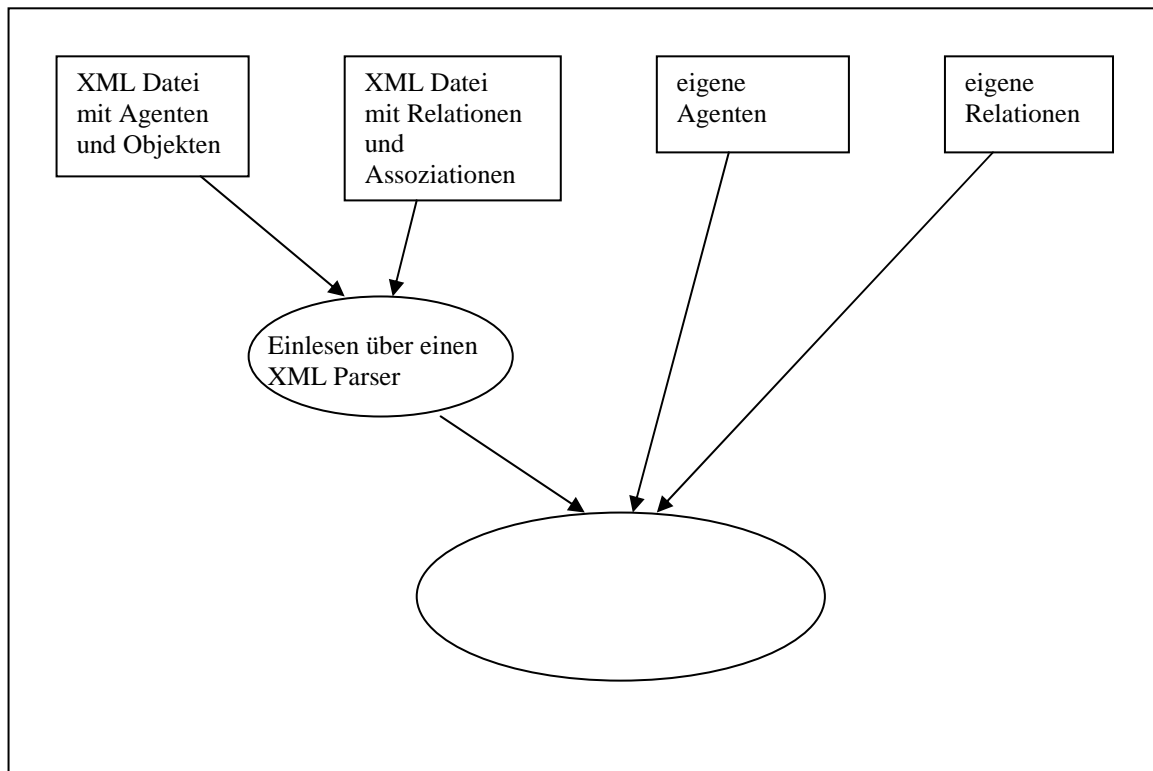 XML Datei
mit Agenten
und Objekten
XML Datei
mit Relationen
und
Assoziationen
eigene
Agenten
eigene
Relationen
Einlesen über einen
XML Parser